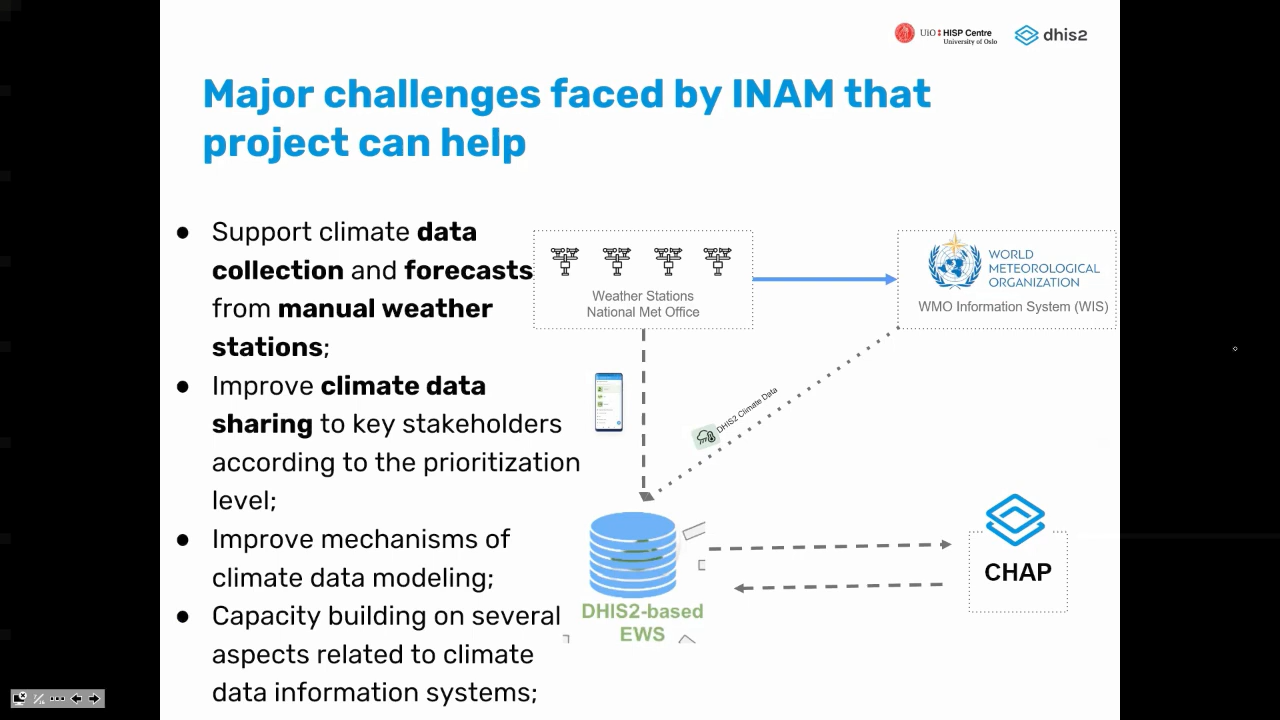 UiO HISP Centre
University of Oslo
dhis2
Major challenges faced by INAM that
project can help
● Support climate data
collection and forecasts
from manual weather
stations;
● Improve climate data
sharing to key stakeholders
according to the prioritization
level;
● Improve mechanisms of
climate data modeling;
● Capacity building on several
aspects related to climate
data information systems;
Weather Stations
National Met Office
WORLD
METEOROLOGICAL
ORGANIZATION
WMO Information System (WIS)
DHIS2 Climate Data
DHIS2-based
EWS
CHAP